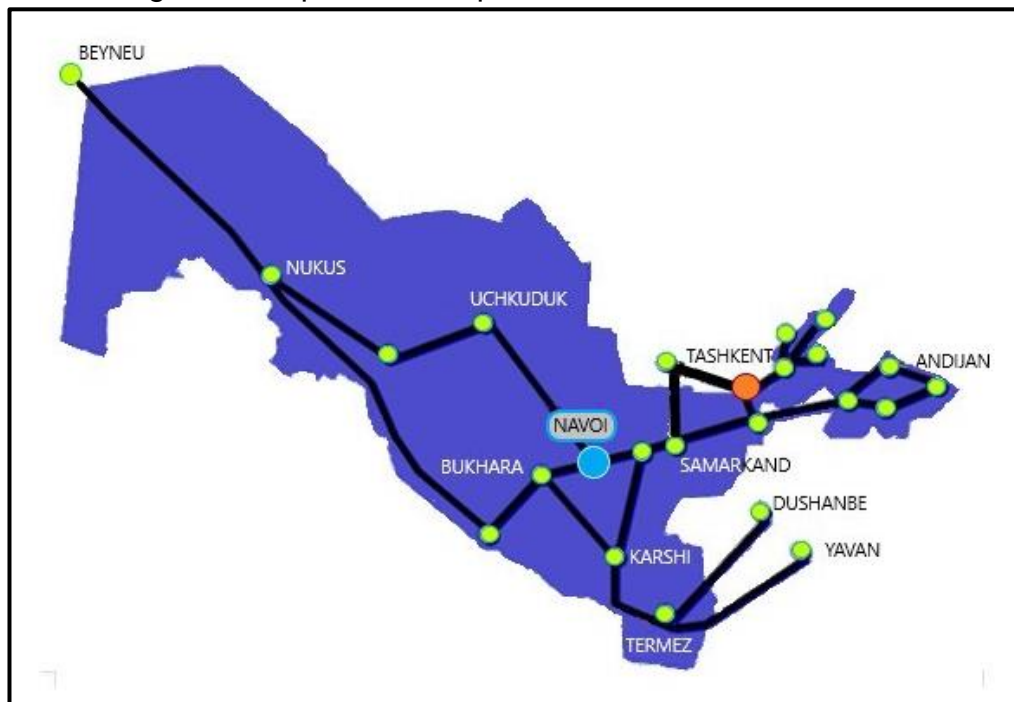 BEYNEU
NUKUS
UCHKUDUK
TASHKENT
ANDIJAN
NAVOI
BUKHARA
SAMARKAND
DUSHANBE
KARSHI
YAVAN
TERMEZ